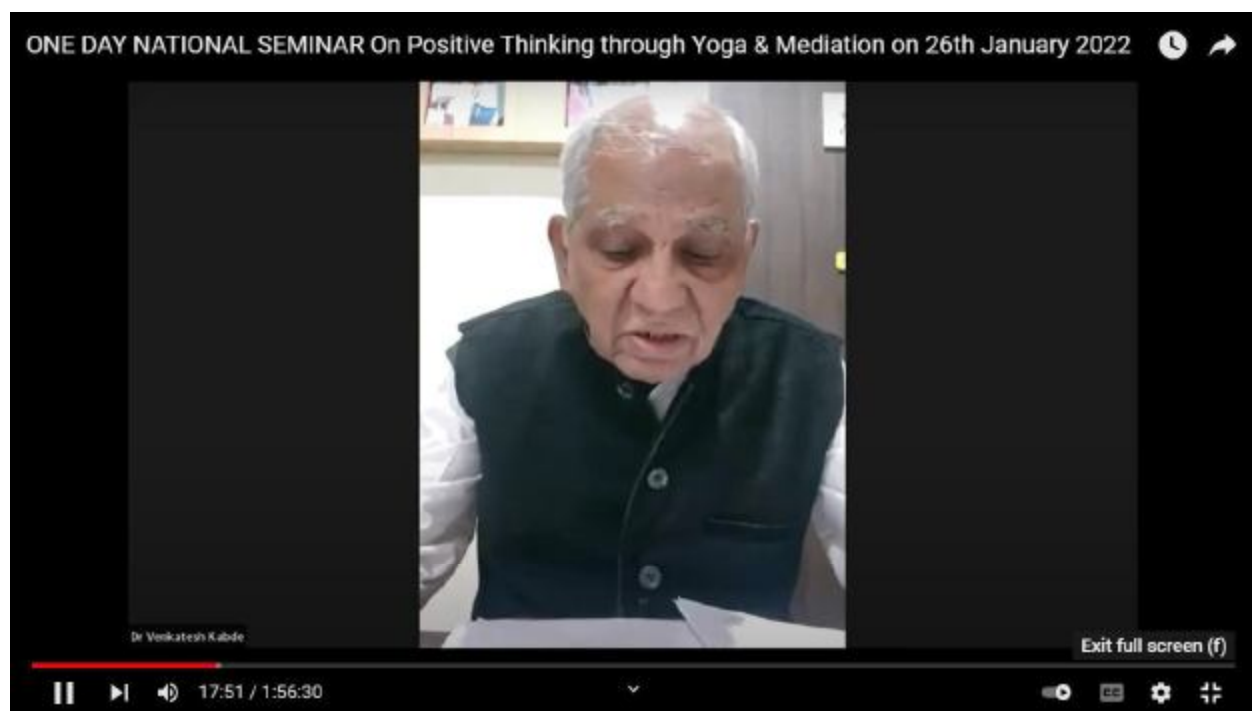 ONE DAY NATIONAL SEMINAR On Positive Thinking through Yoga & Mediation on 26th January 2022
Dr Venkatesh Kabde
Exit full screen (f)
17:51 / 1:56:30
CC